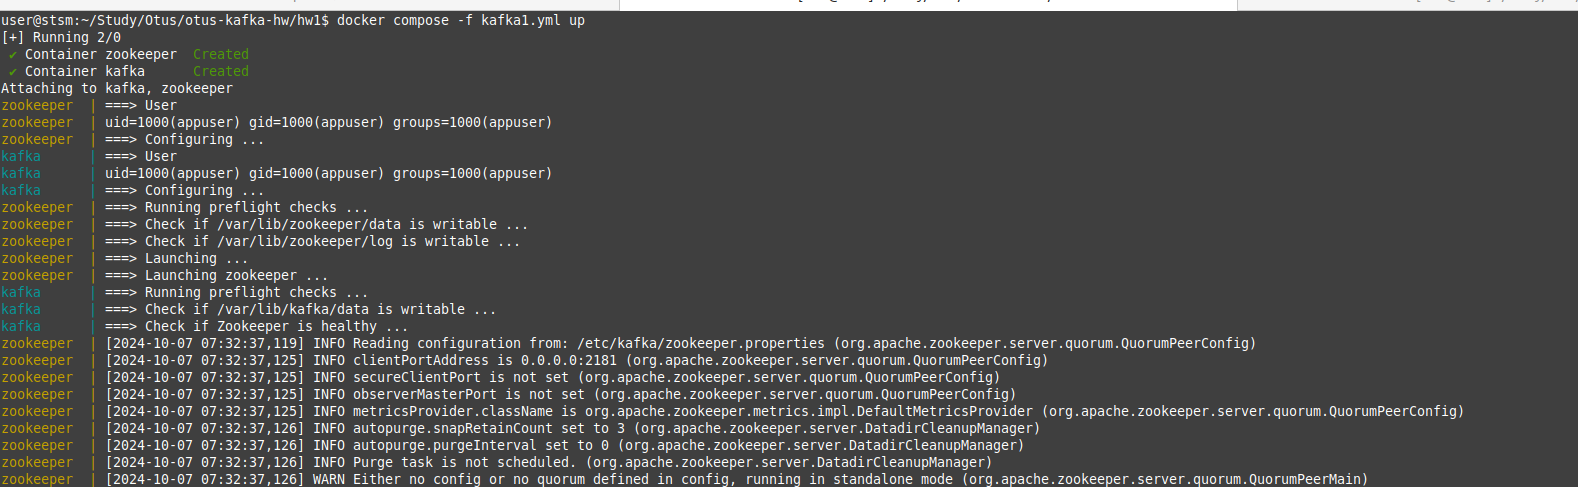 user@stsm:~/Study/Otus/otus-kafka-hw/hw1$ docker compose -f kafka1.yml up
[+] Running 2/0
✔ Container zookeeper  Created
✔ Container kafka      Created
Attaching to kafka, zookeeper
zookeeper  | ===> User
zookeeper  | uid=1000(appuser) gid=1000(appuser) groups=1000(appuser)
zookeeper  | ===> Configuring ...
kafka      | ===> User
kafka      | uid=1000(appuser) gid=1000(appuser) groups=1000(appuser)
kafka      | ===> Configuring ...
zookeeper  | ===> Running preflight checks ...
zookeeper  | ===> Check if /var/lib/zookeeper/data is writable ...
zookeeper  | ===> Check if /var/lib/zookeeper/log is writable ...
zookeeper  | ===> Launching ...
zookeeper  | ===> Launching zookeeper ...
kafka      | ===> Running preflight checks ...
kafka      | ===> Check if /var/lib/kafka/data is writable ...
kafka      | ===> Check if Zookeeper is healthy ...
zookeeper  | [2024-10-07 07:32:37,119] INFO Reading configuration from: /etc/kafka/zookeeper.properties (org.apache.zookeeper.server.quorum.QuorumPeerConfig)
zookeeper  | [2024-10-07 07:32:37,125] INFO clientPortAddress is 0.0.0.0:2181 (org.apache.zookeeper.server.quorum.QuorumPeerConfig)
zookeeper  | [2024-10-07 07:32:37,125] INFO secureClientPort is not set (org.apache.zookeeper.server.quorum.QuorumPeerConfig)
zookeeper  | [2024-10-07 07:32:37,125] INFO observerMasterPort is not set (org.apache.zookeeper.server.quorum.QuorumPeerConfig)
zookeeper  | [2024-10-07 07:32:37,125] INFO metricsProvider.className is org.apache.zookeeper.metrics.impl.DefaultMetricsProvider (org.apache.zookeeper.server.quorum.QuorumPeerConfig)
zookeeper  | [2024-10-07 07:32:37,126] INFO autopurge.snapRetainCount set to 3 (org.apache.zookeeper.server.DatadirCleanupManager)
zookeeper  | [2024-10-07 07:32:37,126] INFO autopurge.purgeInterval set to 0 (org.apache.zookeeper.server.DatadirCleanupManager)
zookeeper  | [2024-10-07 07:32:37,126] INFO Purge task is not scheduled. (org.apache.zookeeper.server.DatadirCleanupManager)
zookeeper  | [2024-10-07 07:32:37,126] WARN Either no config or no quorum defined in config, running in standalone mode (org.apache.zookeeper.server.quorum.QuorumPeerMain)